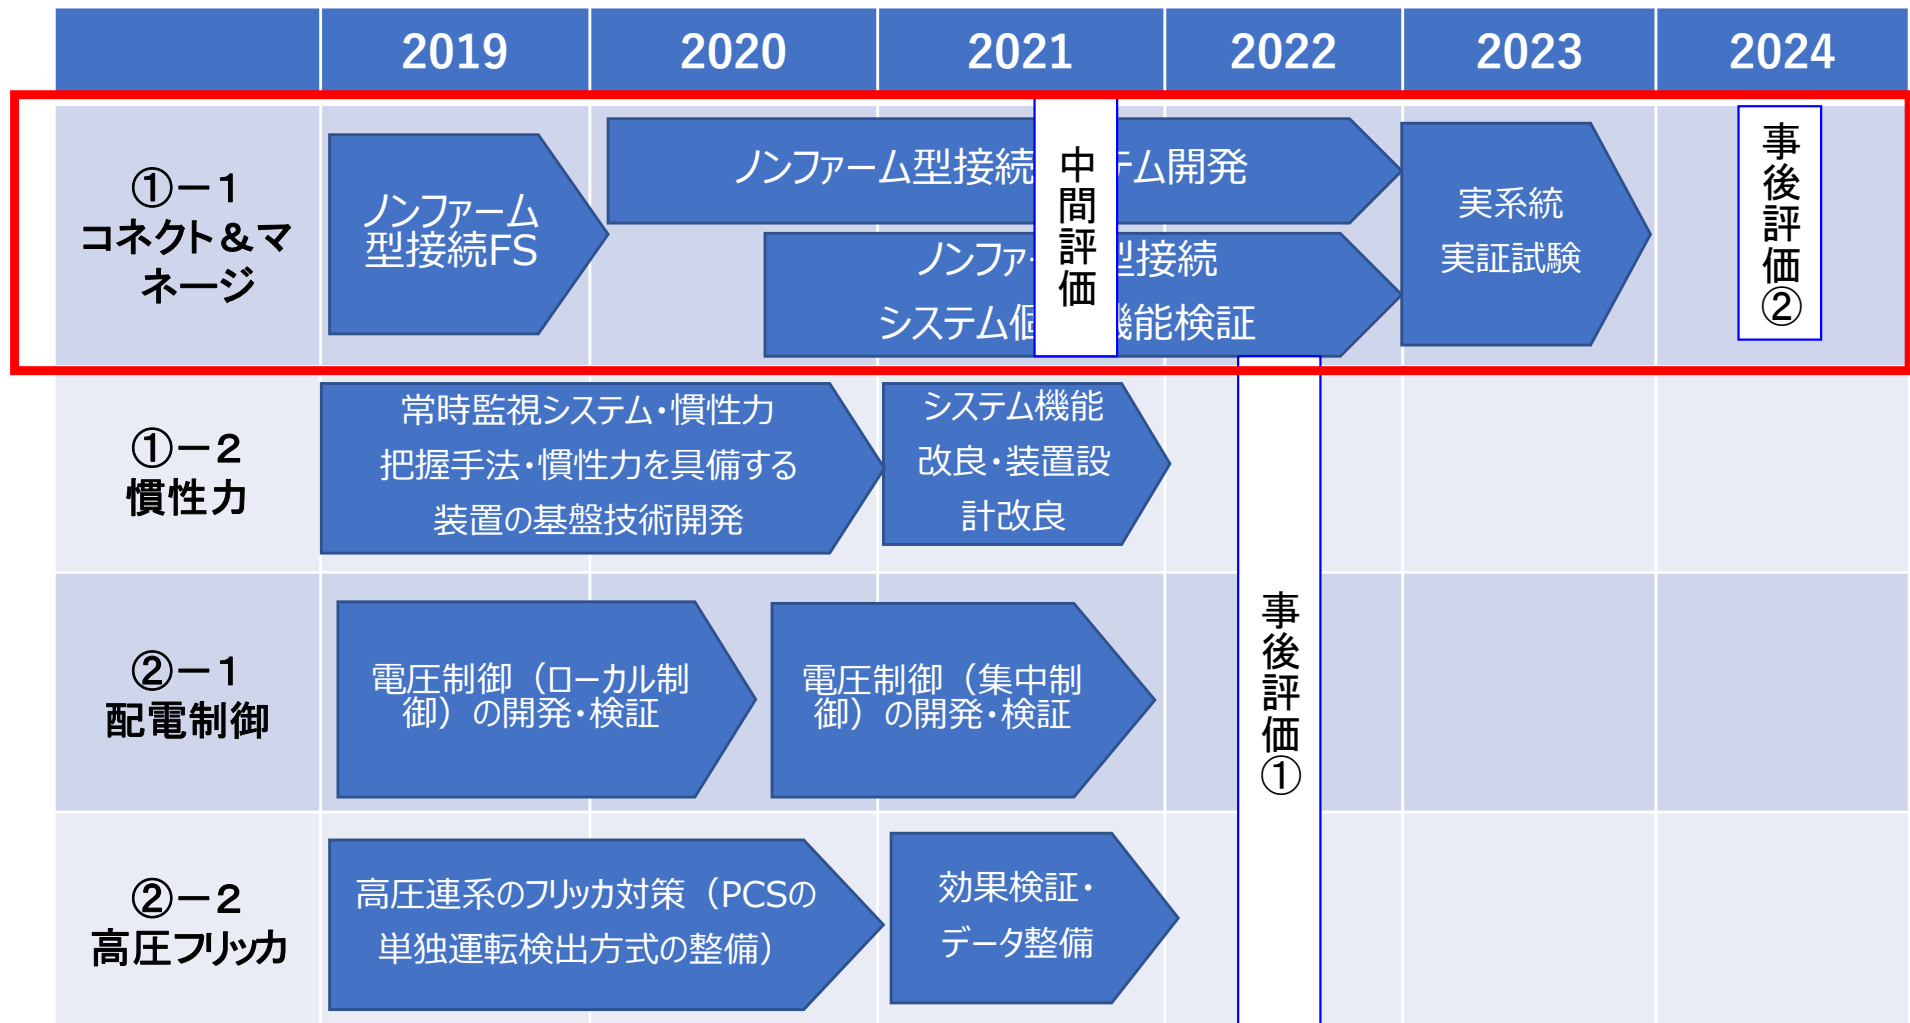 2019 2020 2021 2022 2023 2024
①－１
コネクト＆マ
ネージ
ノンファーム
型接続FS
ノンファーム型接続
テム開発
ノンファー
型接続
システム個
機能検証
中間評価
実系統
実証試験
事後評価②
①－２
慣性力
常時監視システム・慣性力
把握手法・慣性力を具備する
装置の基盤技術開発
システム機能
改良・装置設
計改良
事後評価①
②－１
配電制御
電圧制御（ローカル制
御）の開発・検証
電圧制御（集中制
御）の開発・検証
②－２
高圧フリッカ
高圧連系のフリッカ対策（PCSの
単独運転検出方式の整備）
効果検証・
データ整備